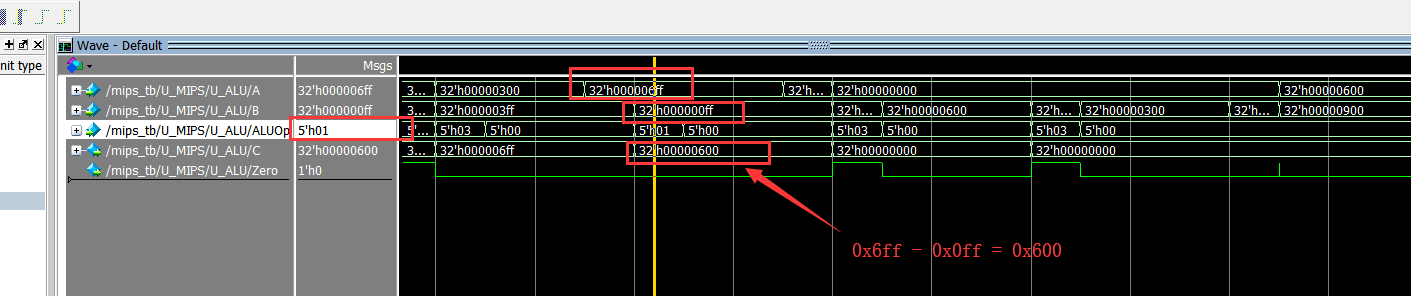 Wave - Default
nit type
Msgs
/mips_tb/U_MIPS/U_ALU/A 32'h000006ff 3... 32'h00000300 32'h000006ff 32'h... 32'h00000000 32'h00000600
/mips_tb/U_MIPS/U_ALU/B 32'h000000ff 3... 32'h000003ff 32'h000000ff 32'h... 32'h00000600 32'h... 32'h00000300 32'h... 32'h00000900
/mips_tb/U_MIPS/U_ALU/ALUOp 5'h01 5'... 5'h03 5'h00 5'h01 5'h00 5'h03 5'h00 5'h03 5'h00
/mips_tb/U_MIPS/U_ALU/C 32'h00000600 3... 32'h000006ff 32'h00000600 32'h00000000 32'h00000000
/mips_tb/U_MIPS/U_ALU/Zero 1'h0
0x6ff - 0x0ff = 0x600